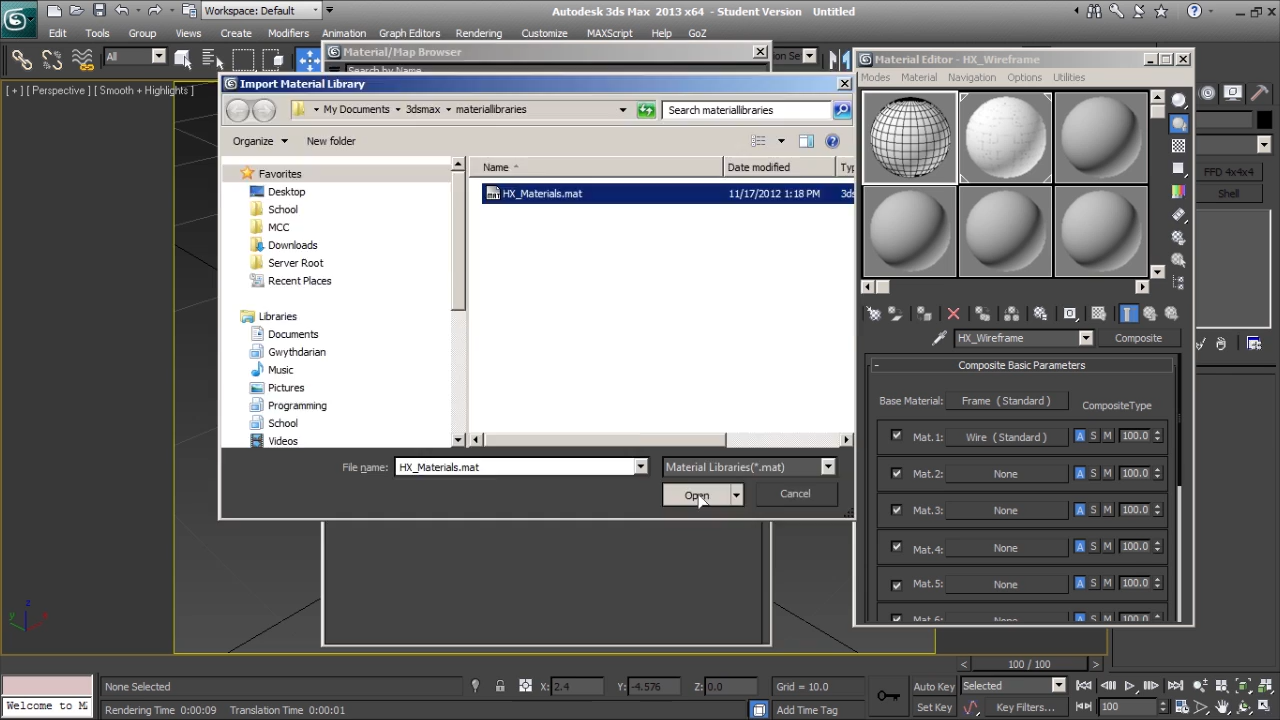 Workspace: Default
Autodesk 3ds Max 2013 x64 - Student Version Untitled
Edit Tools Group Views Create Modifiers Animation Graph Editors Rendering Customize MAXScript Help GoZ
All
Material/Map Browser
Search by Name
[ + ] [ Perspective ] [ Smooth + Highlights ]
Import Material Library
My Documents 3dsmax materiallibraries
Search materiallibraries
Organize New folder
Favorites
Desktop
School
MCC
Downloads
Server Root
Recent Places
Libraries
Documents
Gwythdarian
Music
Pictures
Programming
School
Videos
Name Date modified Ty
HX_Materials.mat 11/17/2012 1:18 PM 3ds
File name: HX_Materials.mat
Material Libraries(*.mat)
Open Cancel
Material Editor - HX_Wireframe
Modes Material Navigation Options Utilities
HX_Wireframe Composite
- Composite Basic Parameters
Base Material: Frame ( Standard ) CompositeType
Mat.1: Wire ( Standard ) A S M 100.0
Mat.2: None A S M 100.0
Mat.3: None A S M 100.0
Mat.4: None A S M 100.0
Mat.5: None A S M 100.0
Mat.6: None A S M 100.0
FFD 4x4x4
Shell
z
y x
< 100 / 100 >
None Selected X: 2.4 Y: -4.576 Z: 0.0 Grid = 10.0 Auto Key Selected
Welcome to M Rendering Time 0:00:09 Translation Time 0:00:01 Add Time Tag Set Key Key Filters... 100